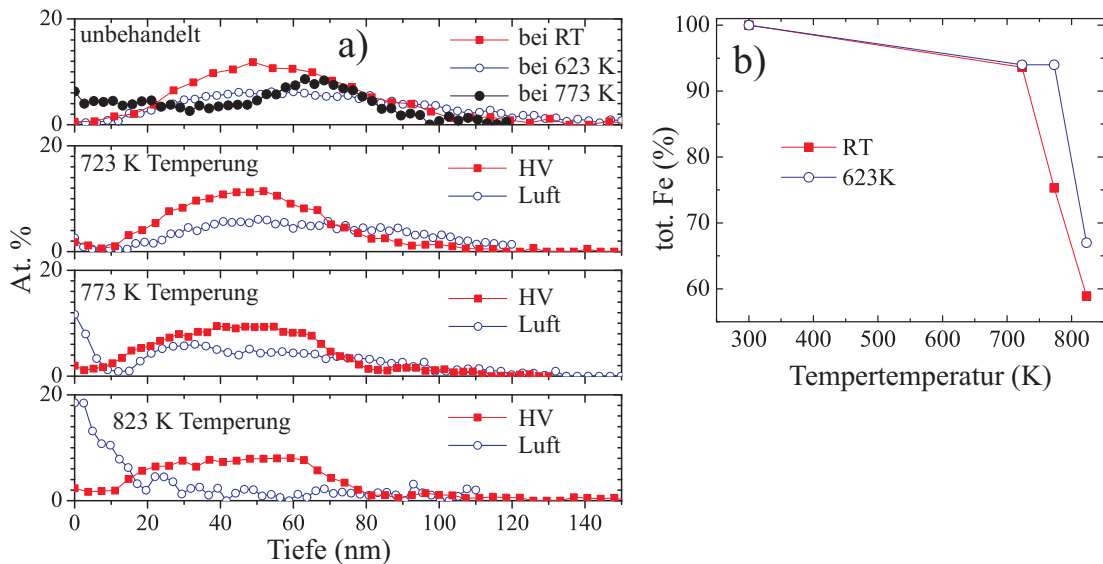 20
unbehandelt
a)
bei RT
bei 623 K
bei 773 K
0
20
723 K Temperung
HV
Luft
0
20
773 K Temperung
HV
Luft
0
20
823 K Temperung
HV
Luft
0
0 20 40 60 80 100 120 140
Tiefe (nm)
At. %
b)
100
90
80
70
60
RT
623K
300 400 500 600 700 800
Tempertemperatur (K)
tot. Fe (%)